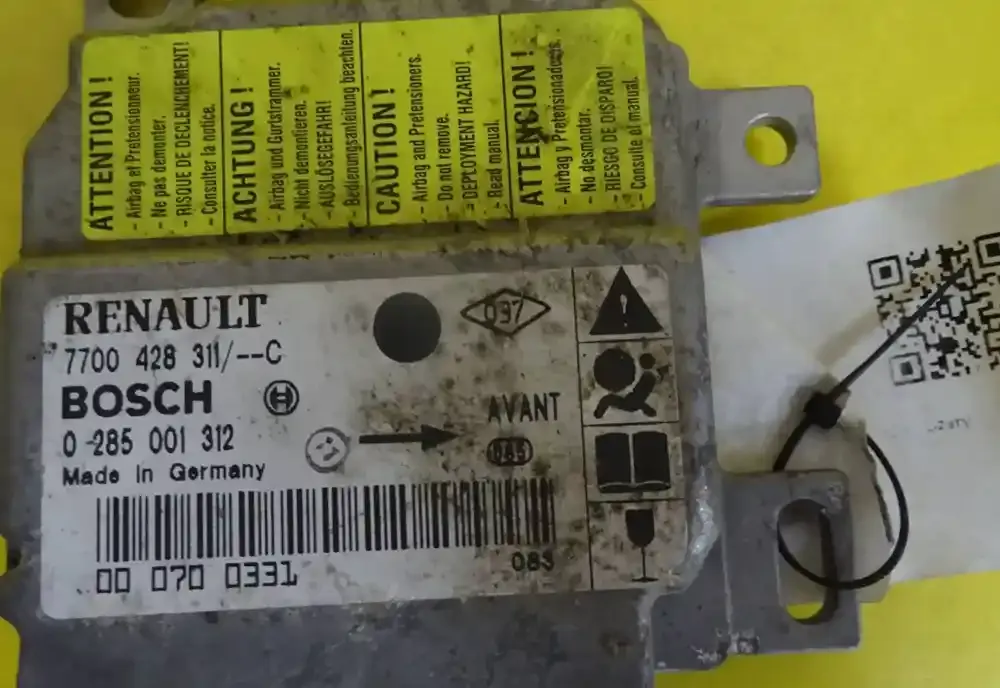 ATTENTION!
- Airbag et Pretensionneur.
- Ne pas demonter.
- RISQUE DE DECLENCHEMENT!
- Consulter la notice.
ACHTUNG!
- Airbag und Gurtstrammer.
- Nicht demontieren.
- AUSLÖSEGEFAHR!
- Bedienungsanleitung beachten.
CAUTION!
- Airbag and Pretensioners.
- Do not remove.
- DEPLOYMENT HAZARD!
- Read manual.
ATTENCION!
- Airbag y Pretensionadores.
- No desmontar.
- RIESGO DE DISPARO!
- Consulte el manual.
RENAULT
037
7700 428 311/--C
BOSCH
AVANT
0 285 001 312
Made in Germany
083
00 070 0331